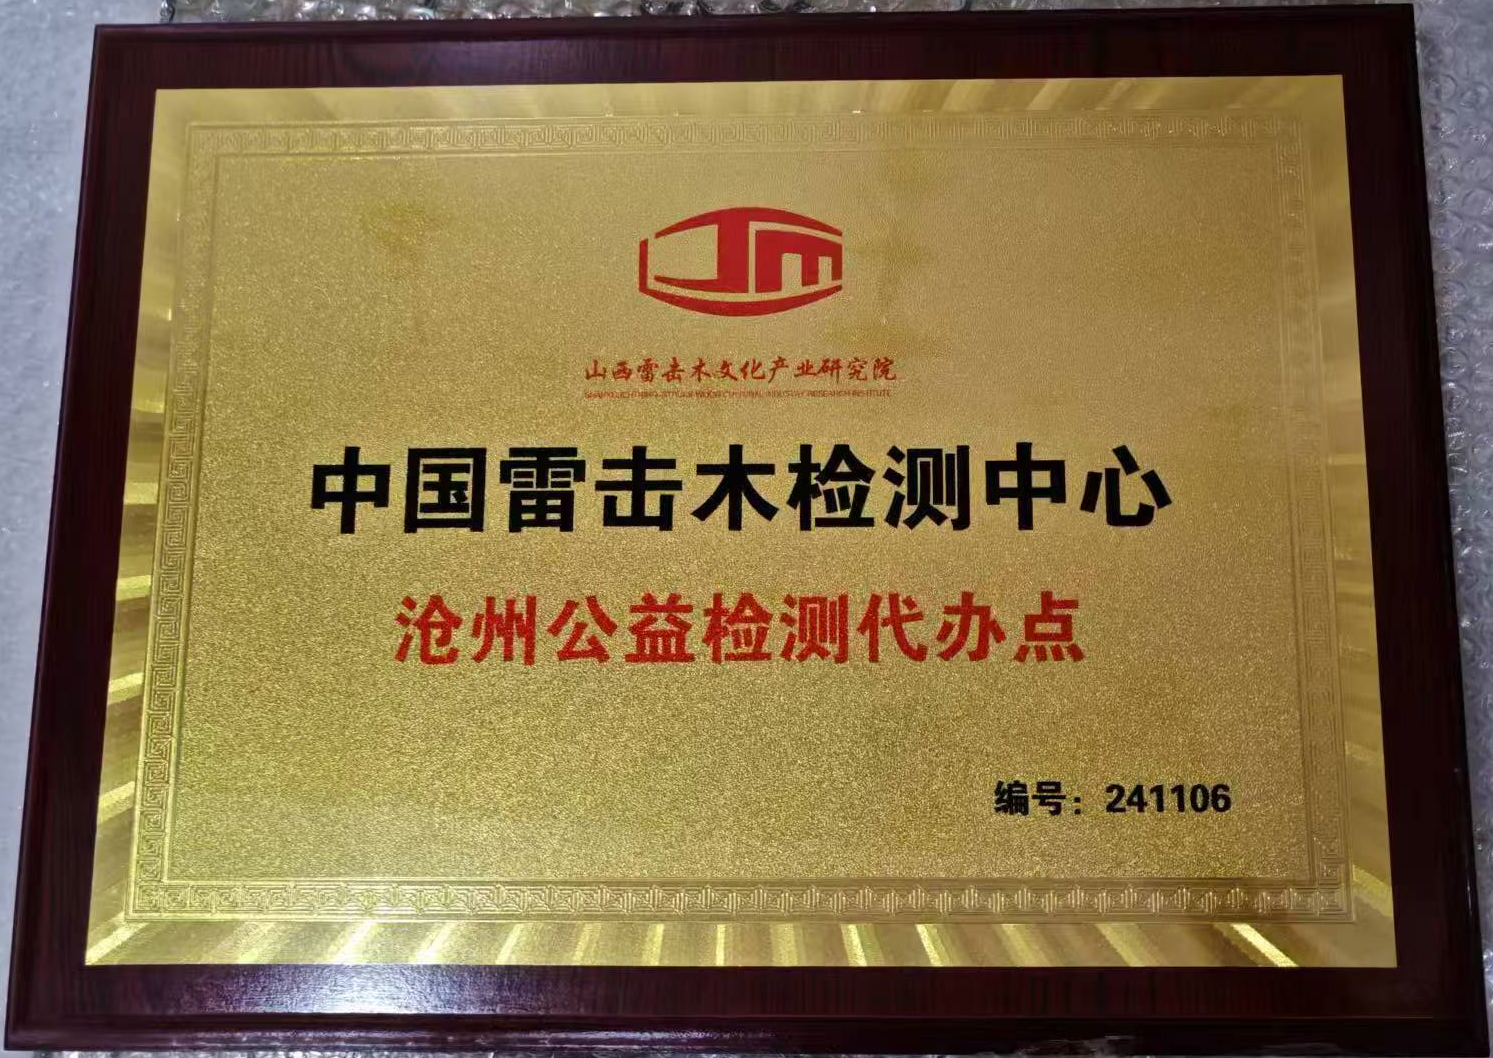 山西雷击木文化产业研究院
中国雷击木检测中心
沧州公益检测代办点
编号：241106